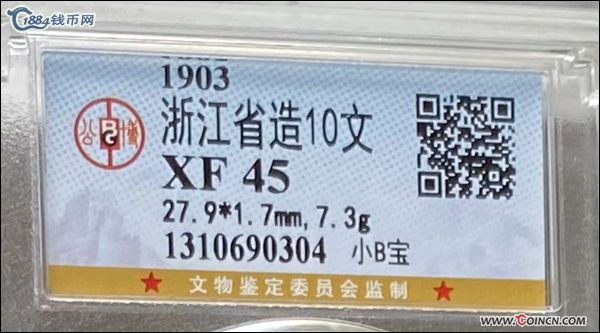 1884钱币网
1903
公 博
浙江省造10文
XF 45
27.9*1.7mm,7.3g
1310690304 小B宝
文物鉴定委员会监制
www.COINCN.COM